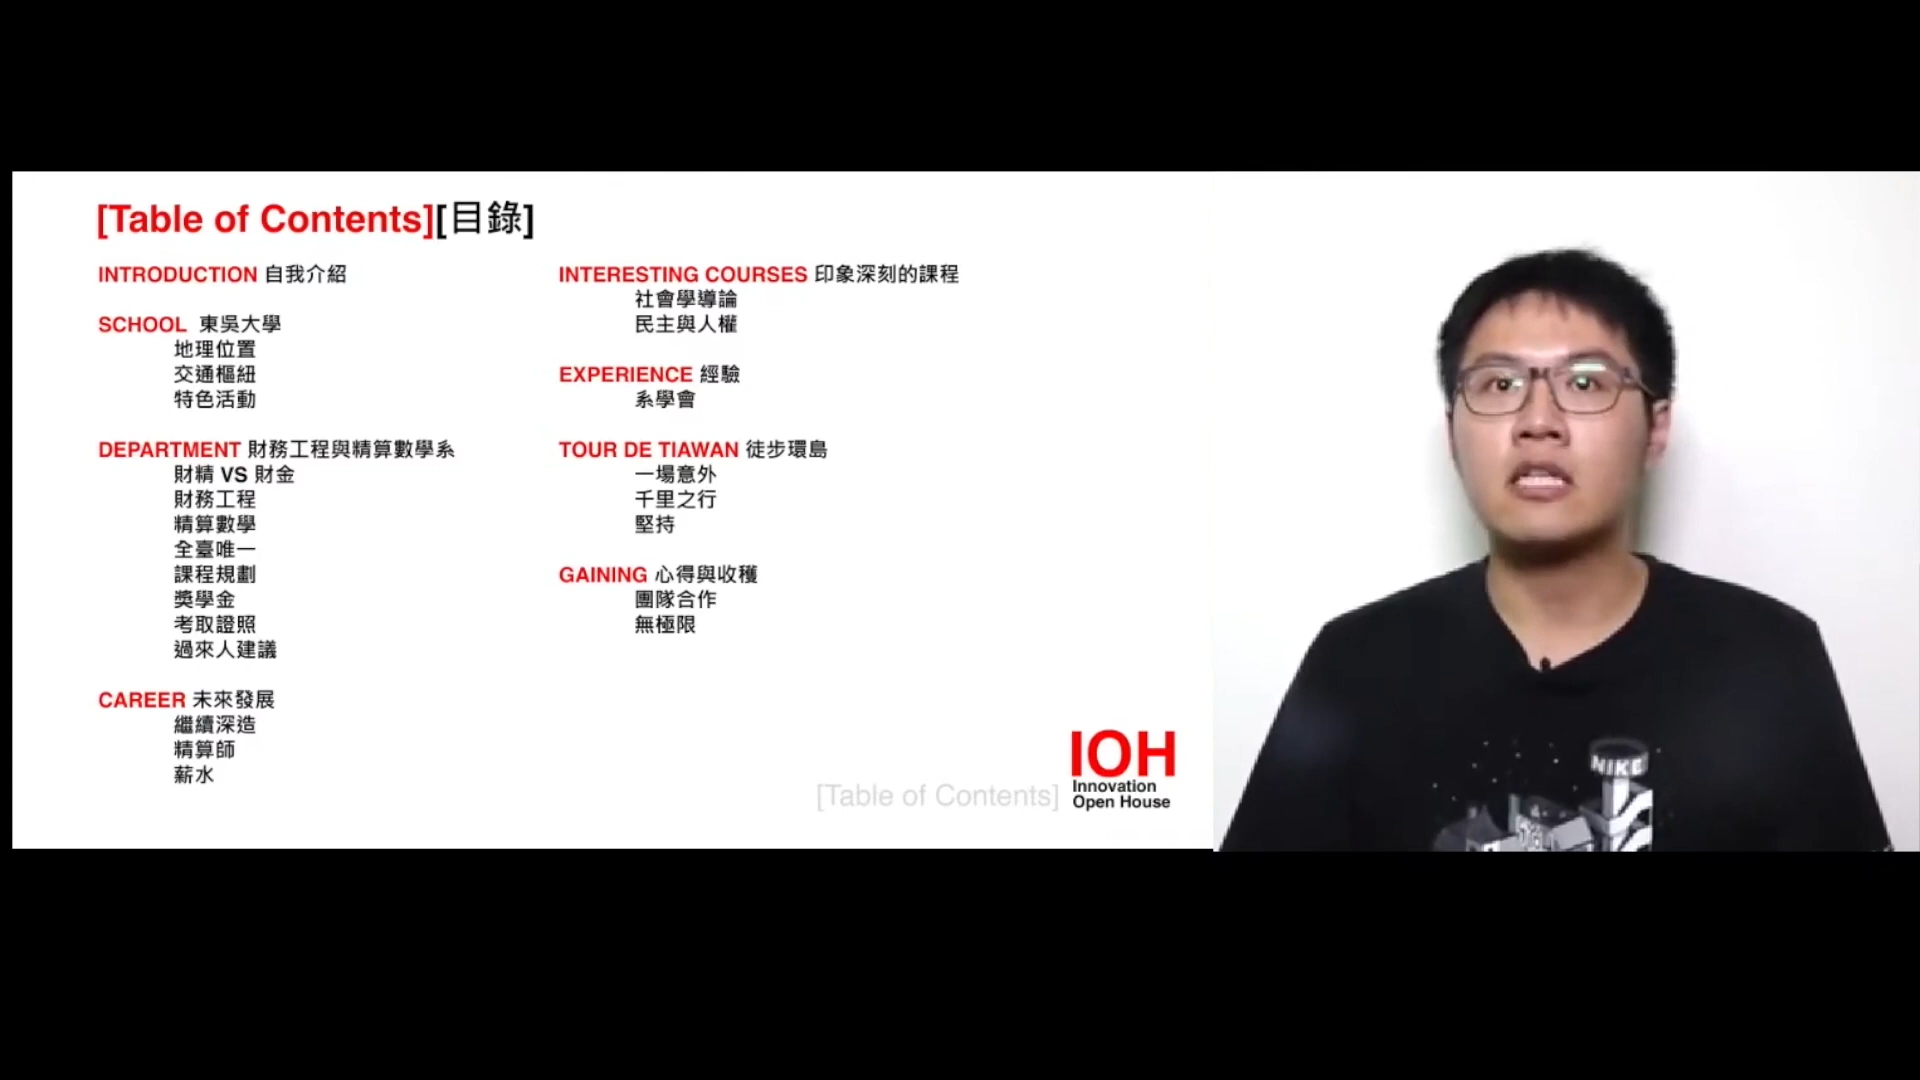 [Table of Contents][目錄]
INTRODUCTION 自我介紹
SCHOOL 東吳大學
地理位置
交通樞紐
特色活動
DEPARTMENT 財務工程與精算數學系
財精 VS 財金
財務工程
精算數學
全臺唯一
課程規劃
獎學金
考取證照
過來人建議
CAREER 未來發展
繼續深造
精算師
薪水
INTERESTING COURSES 印象深刻的課程
社會學導論
民主與人權
EXPERIENCE 經驗
系學會
TOUR DE TIAWAN 徒步環島
一場意外
千里之行
堅持
GAINING 心得與收穫
團隊合作
無極限
[Table of Contents]
IOH
Innovation
Open House
NIKE